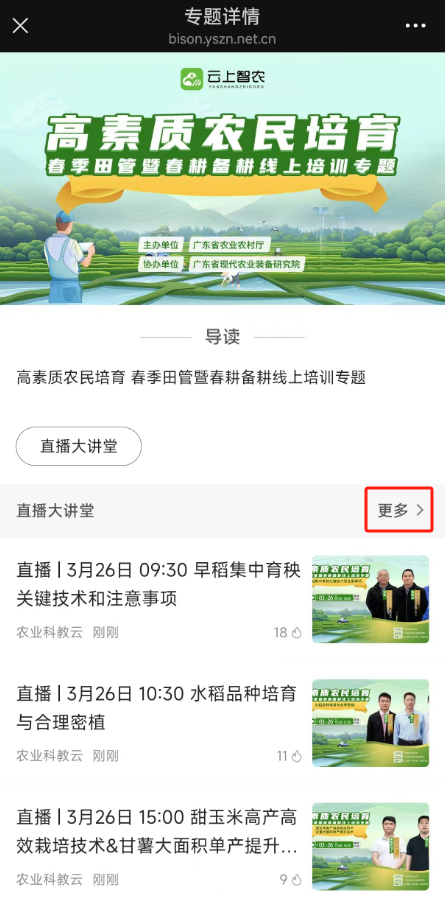 专题详情
bison.yszn.net.cn
云上智农
YUNSHANGZHINONG
高素质农民培育
春季田管暨春耕备耕线上培训专题
主办单位 广东省农业农村厅
协办单位 广东省现代农业装备研究院
导读
高素质农民培育 春季田管暨春耕备耕线上培训专题
直播大讲堂
直播大讲堂 更多
直播 | 3月26日 09:30 早稻集中育秧
关键技术和注意事项
农业科教云 刚刚 18
直播 | 3月26日 10:30 水稻品种培育
与合理密植
农业科教云 刚刚 11
直播 | 3月26日 15:00 甜玉米高产高
效栽培技术&甘薯大面积单产提升...
农业科教云 刚刚 9